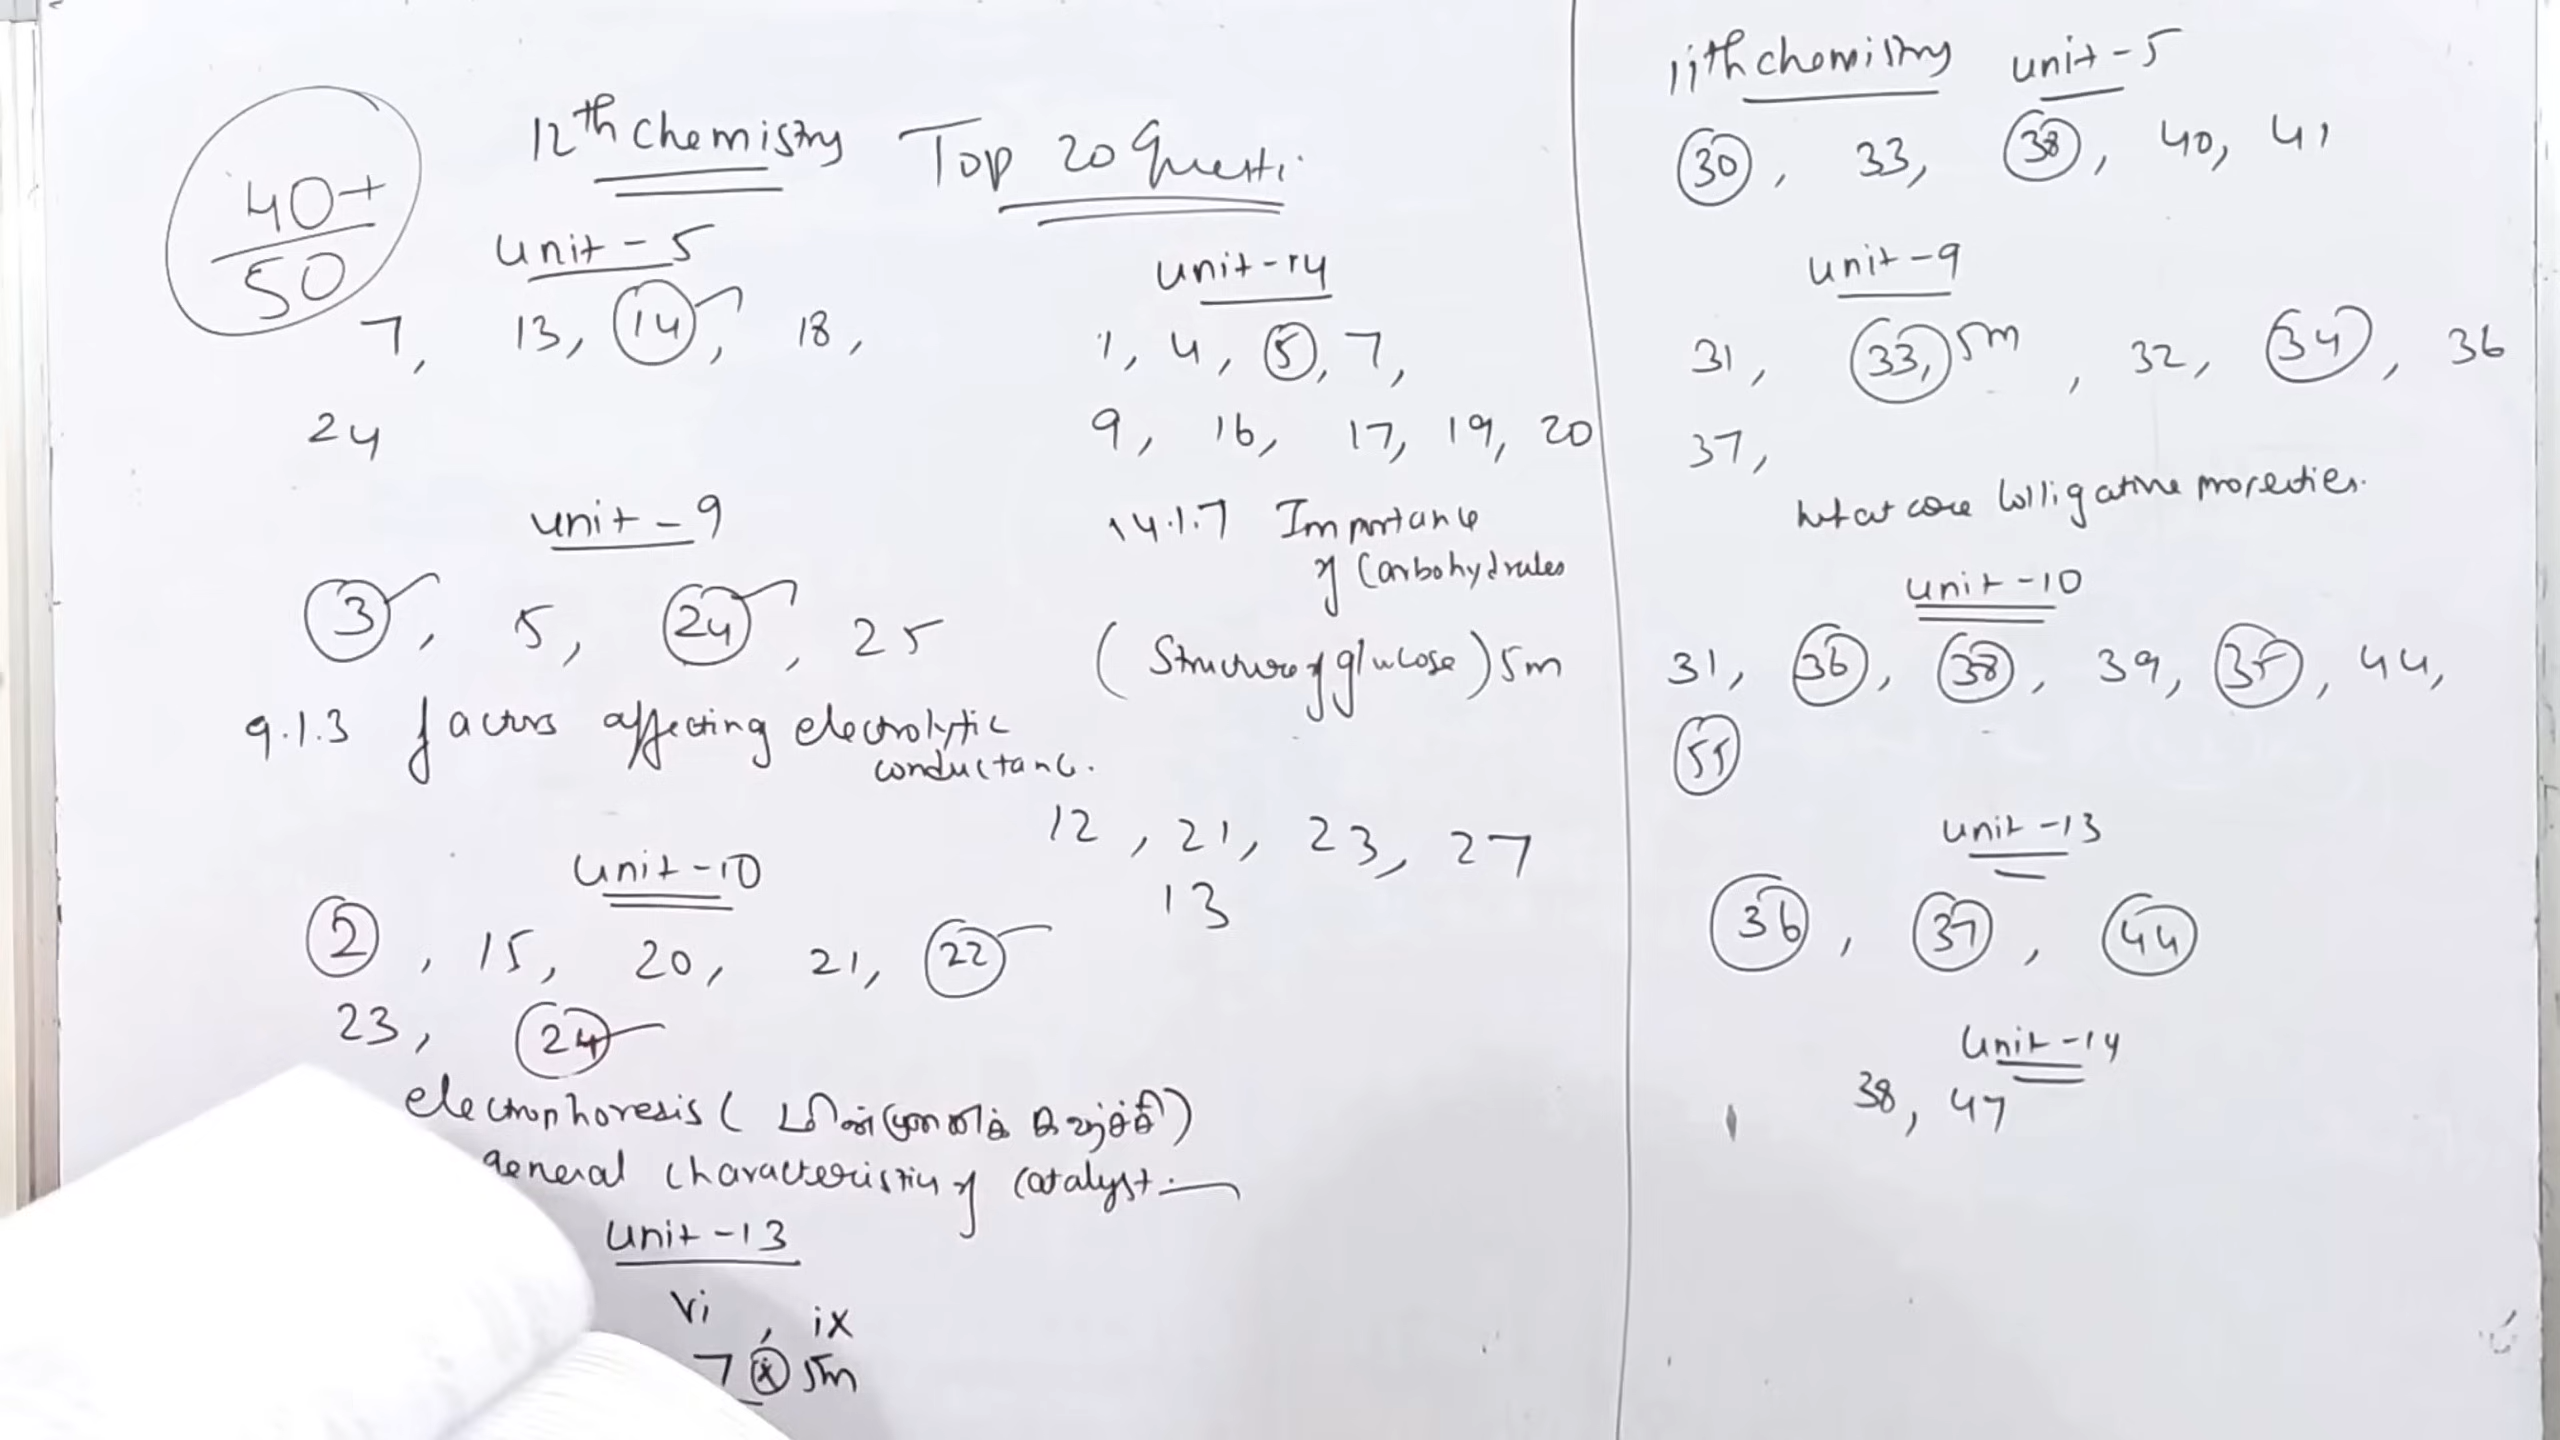 12th chemistry Top 20 Questi.
40+
50
unit - 5
7, 13, 14, 18,
24
unit - 9
3, 5, 24, 25
9.1.3 factors affecting electrolytic
conductance.
unit - 10
2, 15, 20, 21, 22
23, 24
electrophoresis (
general characteristics of catalyst.
unit - 13
vi, ix
7 5m
unit - 14
1, 4, 5, 7,
9, 16, 17, 19, 20
14.1.7 Importance
of Carbohydrates
(Structure of glucose) 5m
12, 21, 23, 27
13
11th chemistry unit - 5
30, 33, 38, 40, 41
unit - 9
31, 33, 5m, 32, 34, 36
37,
what are colligative properties.
unit - 10
31, 36, 38, 39, 35, 44,
55
unit - 13
36, 37, 44
unit - 14
38, 47